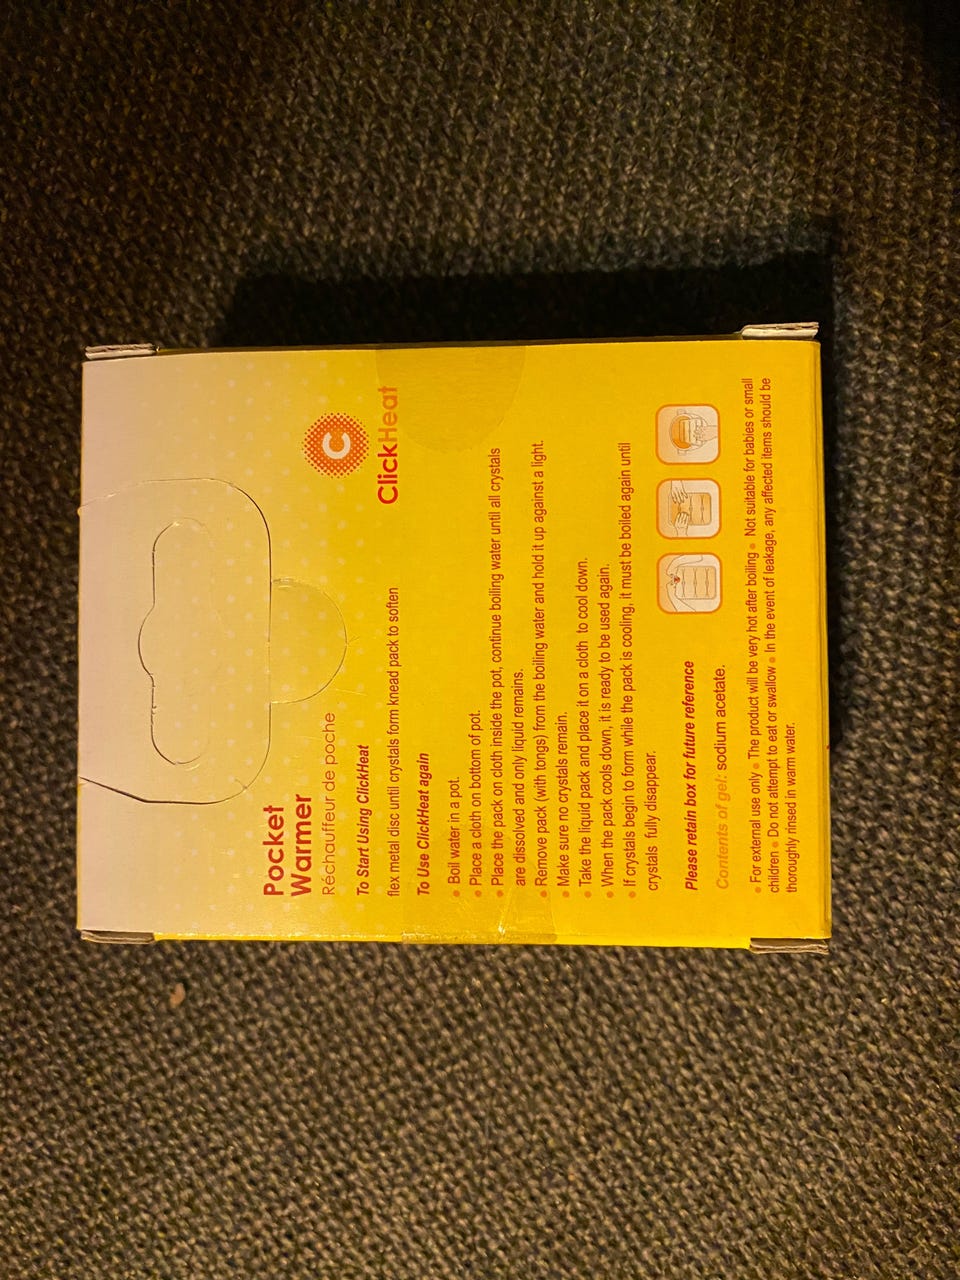 Pocket
Warmer
Réchauffeur de poche
C
ClickHeat
To Start Using ClickHeat
flex metal disc until crystals form knead pack to soften
To Use ClickHeat again
• Boil water in a pot.
• Place a cloth on bottom of pot.
• Place the pack on cloth inside the pot, continue boiling water until all crystals
are dissolved and only liquid remains.
• Remove pack (with tongs) from the boiling water and hold it up against a light.
• Make sure no crystals remain.
• Take the liquid pack and place it on a cloth to cool down.
• When the pack cools down, it is ready to be used again.
• If crystals begin to form while the pack is cooling, it must be boiled again until
crystals fully disappear.
Please retain box for future reference
Contents of gel: sodium acetate.
• For external use only • The product will be very hot after boiling • Not suitable for babies or small
children • Do not attempt to eat or swallow • In the event of leakage, any affected items should be
thoroughly rinsed in warm water.